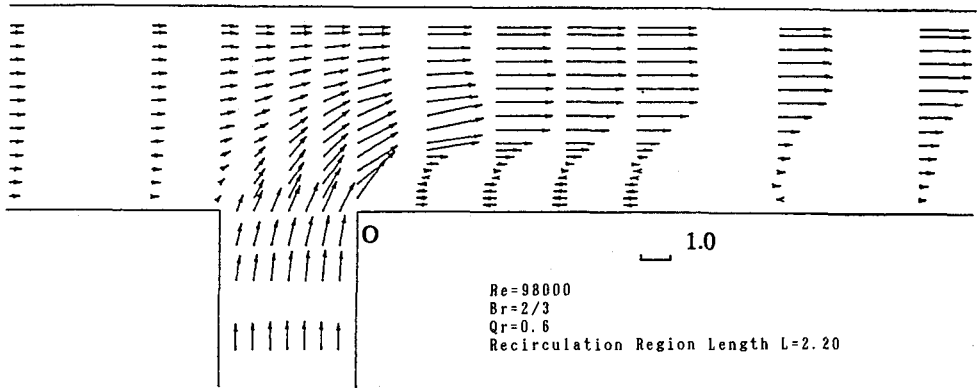 O
1.0
Re=98000
Br=2/3
Qr=0.6
Recirculation Region Length L=2.20